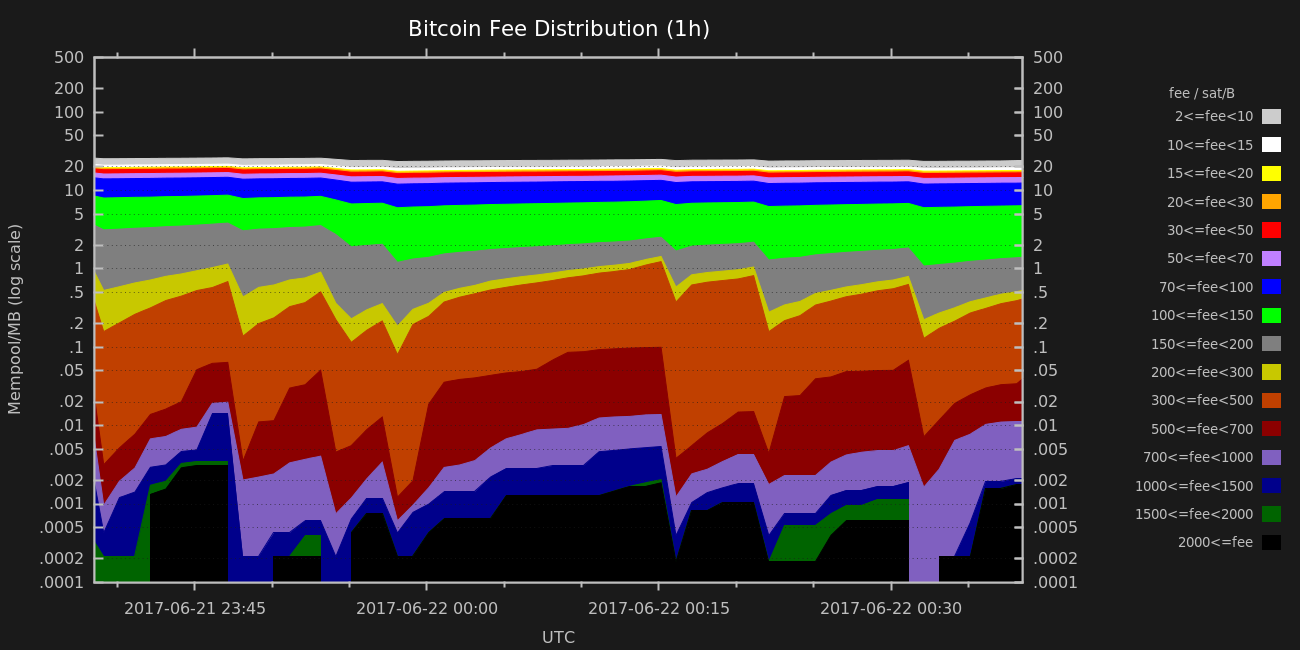 Bitcoin Fee Distribution (1h)
500 500
200 200
100 100
50 50
20 20
10 10
5 5
2 2
1 1
.5 .5
.2 .2
.1 .1
.05 .05
.02 .02
.01 .01
.005 .005
.002 .002
.001 .001
.0005 .0005
.0002 .0002
.0001 .0001
Mempool/MB (log scale)
2017-06-21 23:45 2017-06-22 00:00 2017-06-22 00:15 2017-06-22 00:30
UTC
fee / sat/B
2<=fee<10
10<=fee<15
15<=fee<20
20<=fee<30
30<=fee<50
50<=fee<70
70<=fee<100
100<=fee<150
150<=fee<200
200<=fee<300
300<=fee<500
500<=fee<700
700<=fee<1000
1000<=fee<1500
1500<=fee<2000
2000<=fee